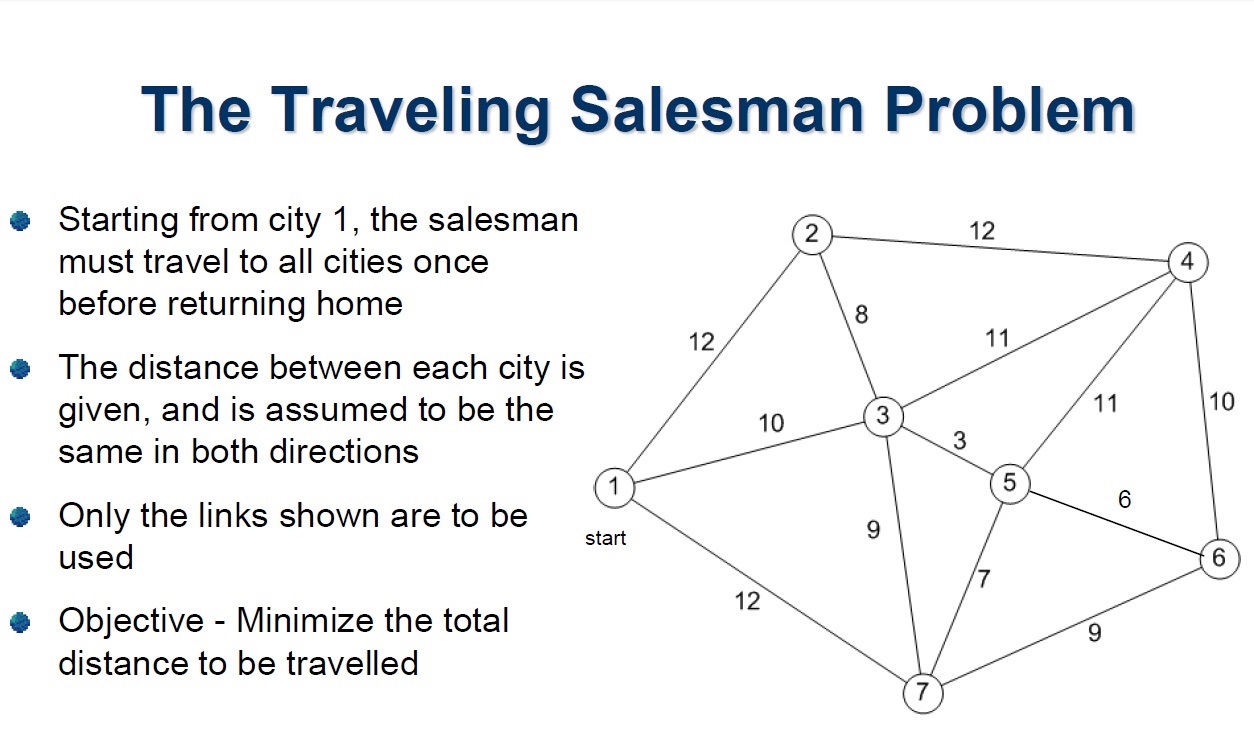 The Traveling Salesman Problem
Starting from city 1, the salesman
must travel to all cities once
before returning home
The distance between each city is
given, and is assumed to be the
same in both directions
Only the links shown are to be
used
Objective - Minimize the total
distance to be travelled
2
12
4
8
12
11
11
10
10
3
3
1
5
6
start
9
6
7
12
9
7